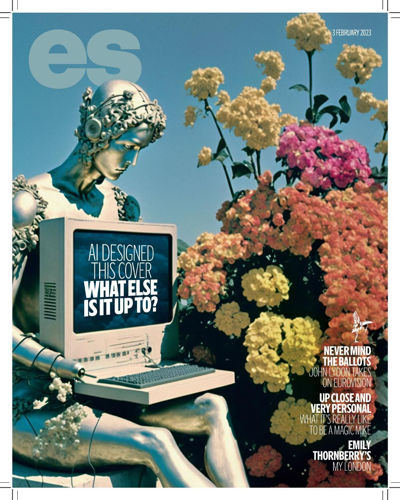 es
3 FEBRUARY 2023
AI DESIGNED
THIS COVER
WHAT ELSE
IS IT UP TO?
NEVER MIND
THE BALLOTS
JOHN LYDON TAKES
ON EUROVISION
UP CLOSE AND
VERY PERSONAL
WHAT IT'S REALLY LIKE
TO BE A MAGIC MIKE
EMILY
THORNBERRY'S
MY LONDON